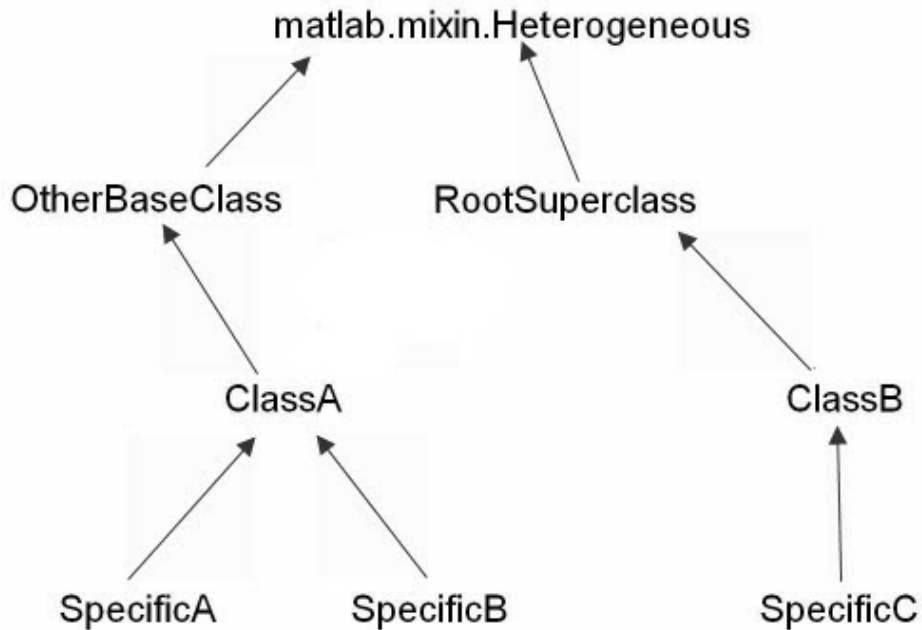 matlab.mixin.Heterogeneous
OtherBaseClass RootSuperclass
ClassA ClassB
SpecificA SpecificB SpecificC